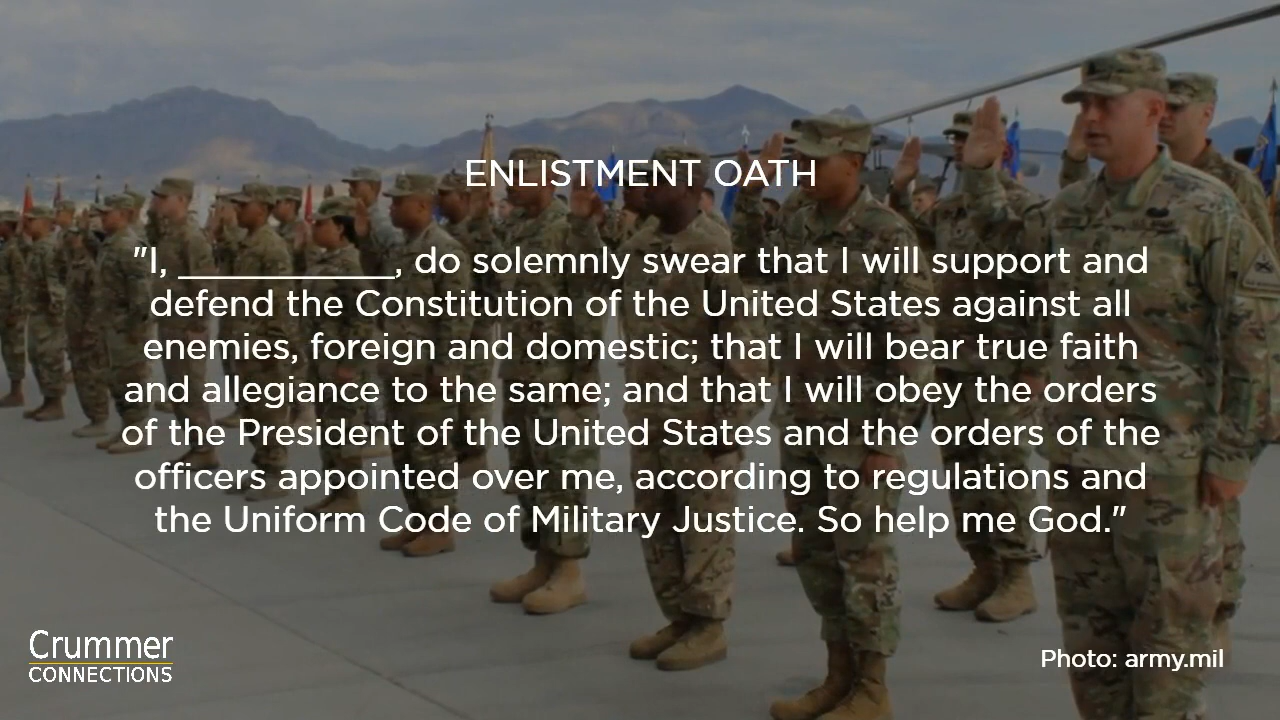 ENLISTMENT OATH
"I, ___________, do solemnly swear that I will support and
defend the Constitution of the United States against all
enemies, foreign and domestic; that I will bear true faith
and allegiance to the same; and that I will obey the orders
of the President of the United States and the orders of the
officers appointed over me, according to regulations and
the Uniform Code of Military Justice. So help me God."
Crummer
CONNECTIONS
Photo: army.mil